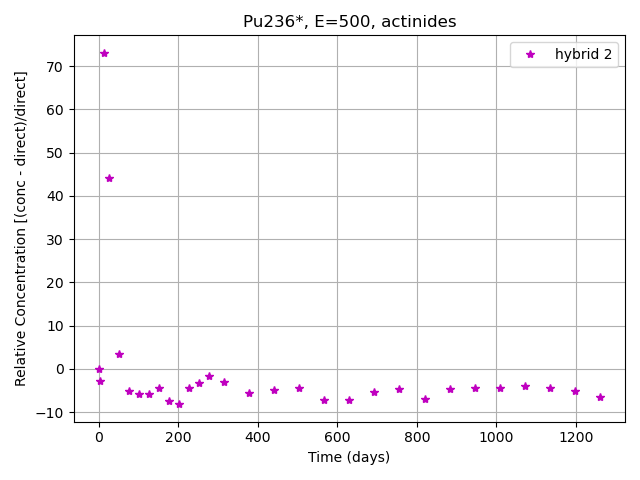 Pu236*, E=500, actinides
hybrid 2
Relative Concentration [(conc - direct)/direct]
70
60
50
40
30
20
10
0
−10
0 200 400 600 800 1000 1200
Time (days)